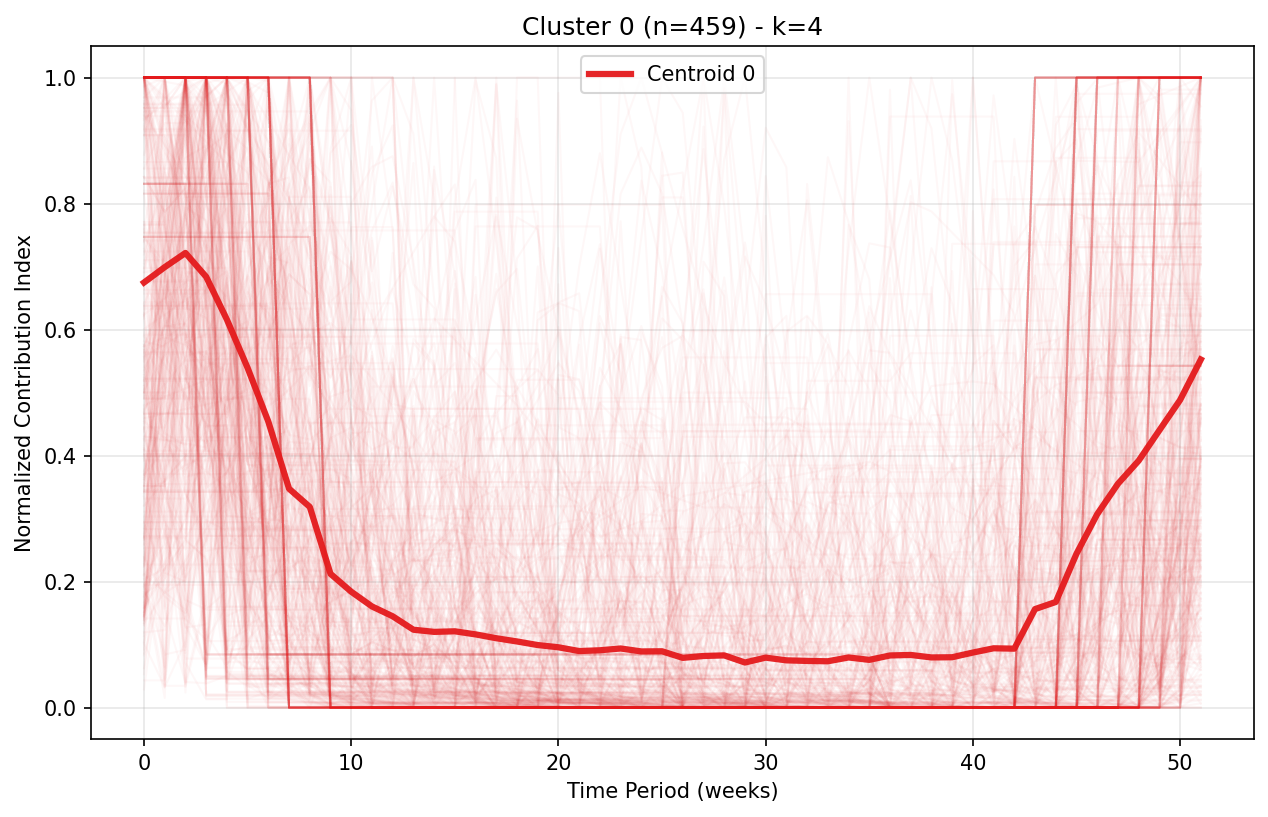 Cluster 0 (n=459) - k=4
Centroid 0
Normalized Contribution Index
1.0
0.8
0.6
0.4
0.2
0.0
0 10 20 30 40 50
Time Period (weeks)